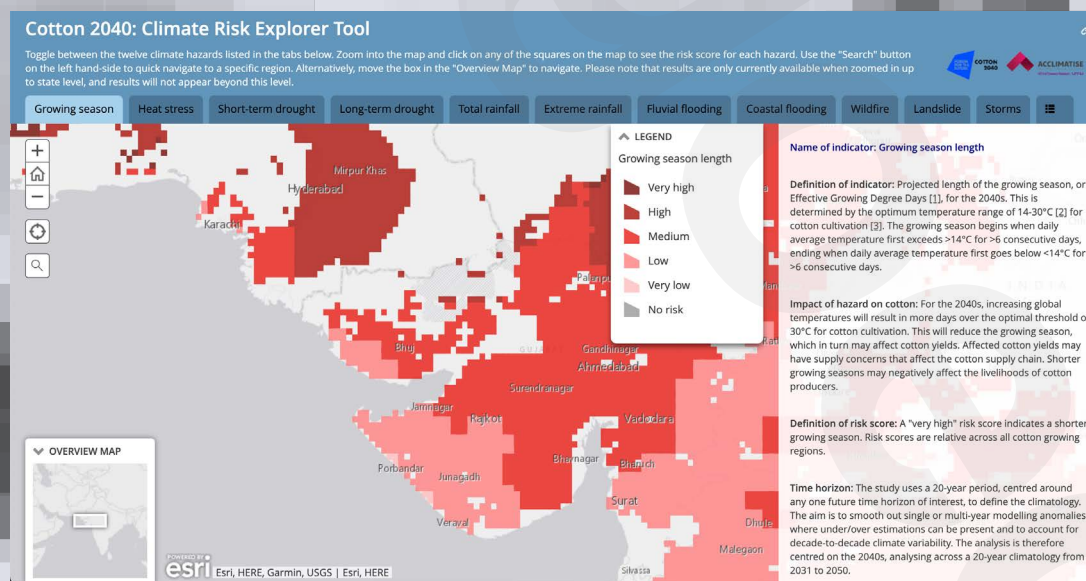 Cotton 2040: Climate Risk Explorer Tool
Toggle between the twelve climate hazards listed in the tabs below. Zoom into the map and click on any of the squares on the map to see the risk score for each hazard. Use the "Search" button
on the left hand-side to quick navigate to a specific region. Alternatively, move the box in the "Overview Map" to navigate. Please note that results are only currently available when zoomed in up
to state level, and results will not appear beyond this level.
COTTON
2040
ACCLIMATISE
Growing season Heat stress Short-term drought Long-term drought Total rainfall Extreme rainfall Fluvial flooding Coastal flooding Wildfire Landslide Storms
LEGEND
Growing season length
Very high
High
Medium
Low
Very low
No risk
Mirpur Khas
Hyderabad
Karachi
Palanpu
Bhuj
GUJARAT
Gandhinagar
Ahmedabad
Surendranagar
Jamnagar
Rajkot
Vadodara
Porbandar
Junagadh
Bhavnagar
Bharuch
Surat
Veraval
Dhule
Malegaon
Silvassa
OVERVIEW MAP
POWERED BY
esri
Esri, HERE, Garmin, USGS | Esri, HERE
Name of indicator: Growing season length
Definition of indicator: Projected length of the growing season, or
Effective Growing Degree Days [1], for the 2040s. This is
determined by the optimum temperature range of 14-30°C [2] for
cotton cultivation [3]. The growing season begins when daily
average temperature first exceeds >14°C for >6 consecutive days,
ending when daily average temperature first goes below <14°C for
>6 consecutive days.
INDIA
Impact of hazard on cotton: For the 2040s, increasing global
temperatures will result in more days over the optimal threshold o
30°C for cotton cultivation. This will reduce the growing season,
which in turn may affect cotton yields. Affected cotton yields may
have supply concerns that affect the cotton supply chain. Shorter
growing seasons may negatively affect the livelihoods of cotton
producers.
Definition of risk score: A "very high" risk score indicates a shorter
growing season. Risk scores are relative across all cotton growing
regions.
Time horizon: The study uses a 20-year period, centred around
any one future time horizon of interest, to define the climatology.
The aim is to smooth out single or multi-year modelling anomalies
where under/over estimations can be present and to account for
decade-to-decade climate variability. The analysis is therefore
centred on the 2040s, analysing across a 20-year climatology from
2031 to 2050.